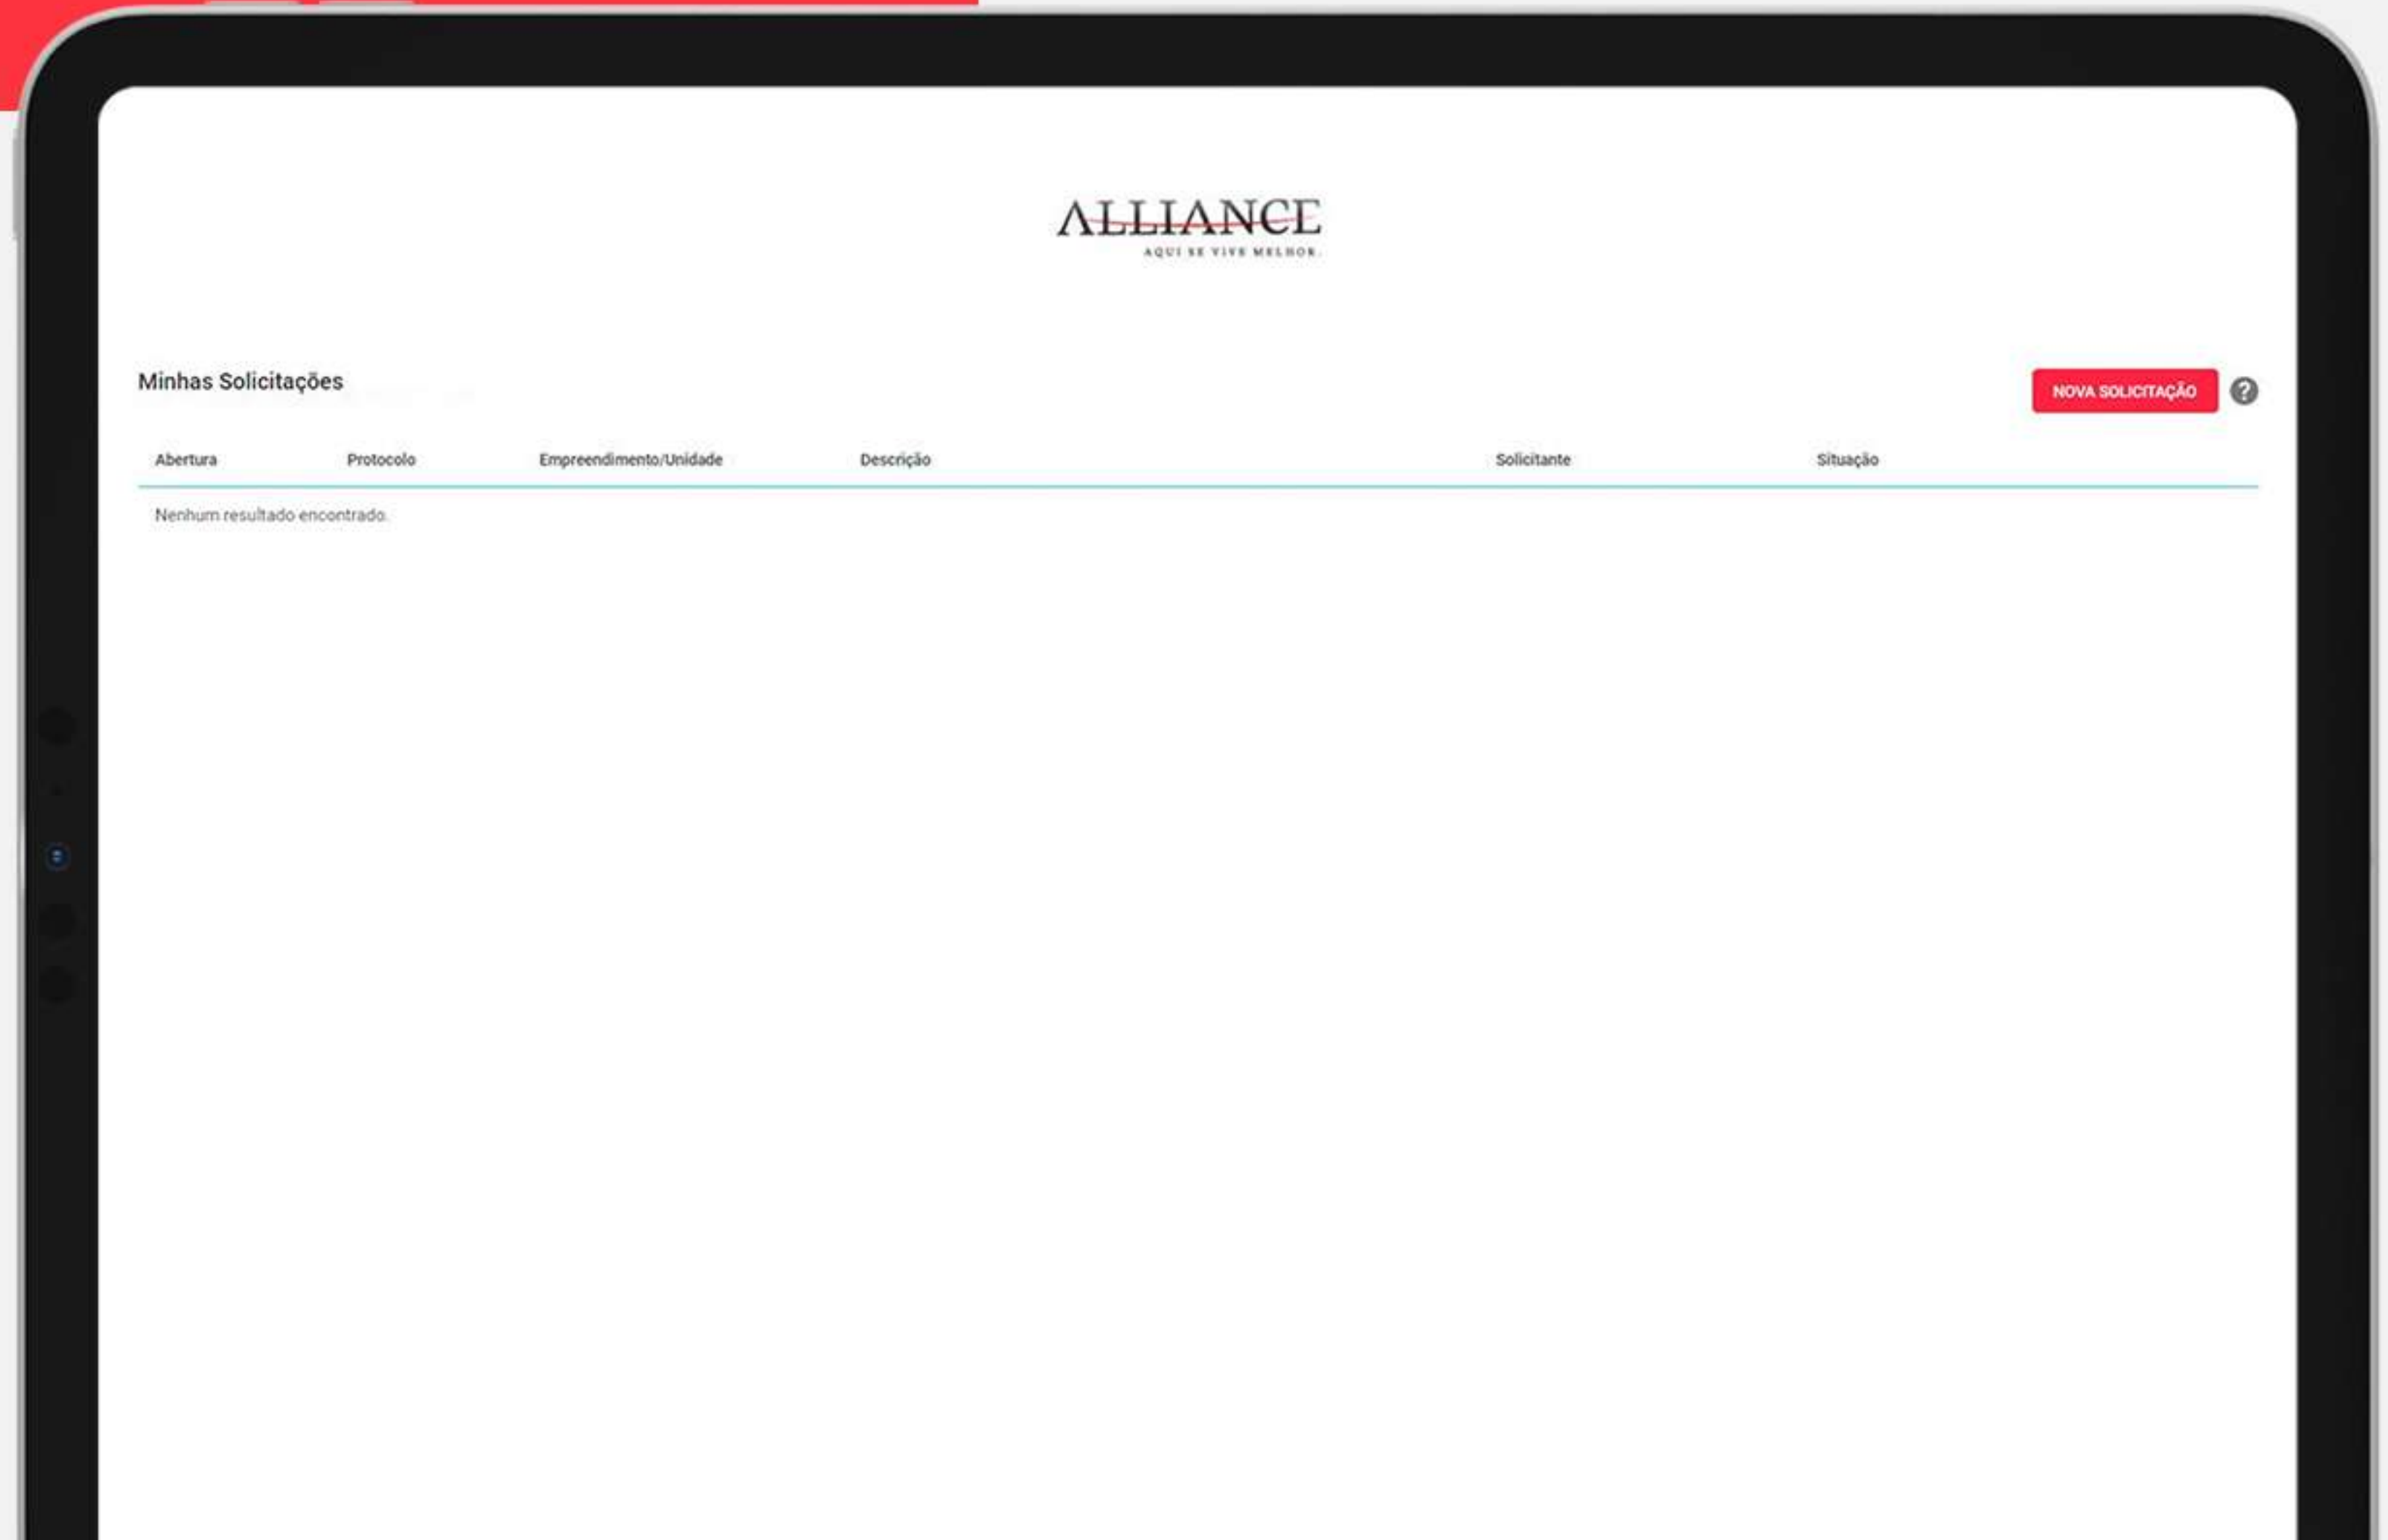 ALLIANCE
AQUI SE VIVE MELHOR.
Minhas Solicitações
NOVA SOLICITAÇÃO ?
Abertura Protocolo Empreendimento/Unidade Descrição Solicitante Situação
Nenhum resultado encontrado.